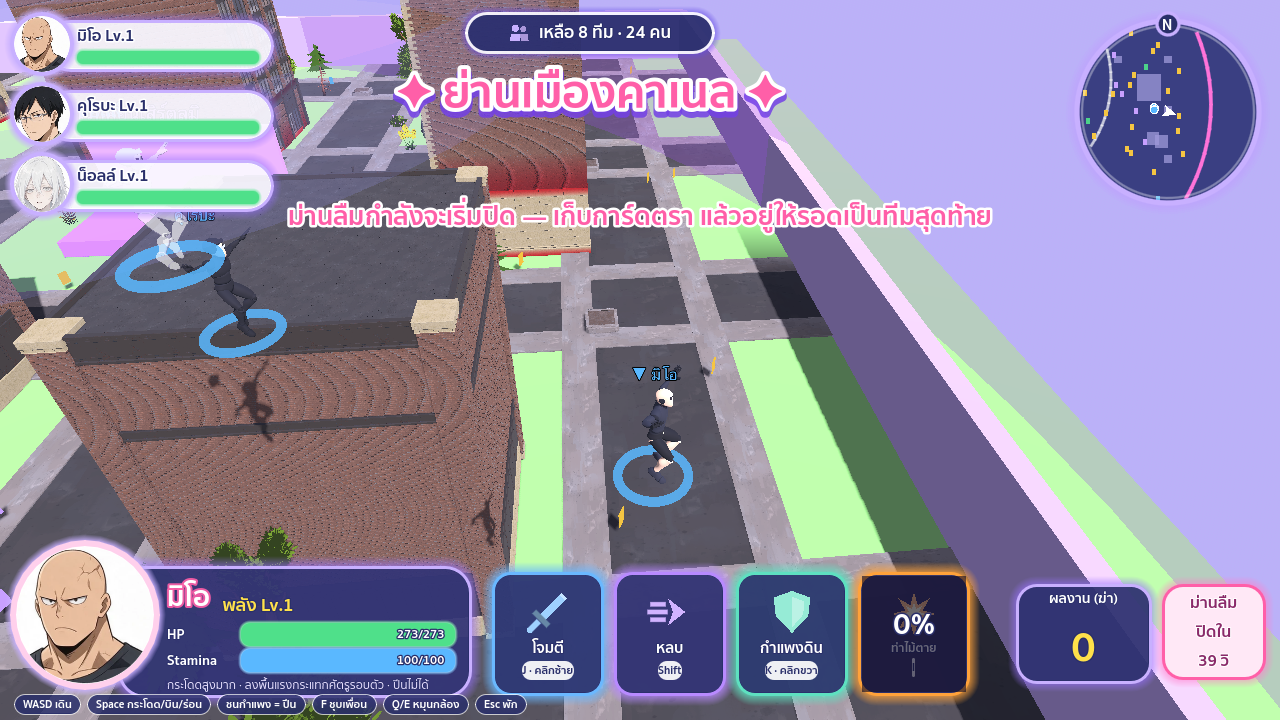 มิโอ Lv.1
คุโรบะ Lv.1
น็อลล์ Lv.1
เหลือ 8 ทีม · 24 คน
ย่านเมืองคาเนล
N
ม่านลืมกำลังจะเริ่มปิด — เก็บการ์ดตรา แล้วอยู่ให้รอดเป็นทีมสุดท้าย
มิโอ
มิโอ
พลัง Lv.1
HP
273/273
Stamina
100/100
กระโดดสูงมาก · ลงพื้นแรงกระแทกศัตรูรอบตัว · ปีนไม่ได้
โจมตี
J · คลิกซ้าย
หลบ
Shift
กำแพงดิน
K · คลิกขวา
0%
ท่าไม้ตาย
ผลงาน (ฆ่า)
0
ม่านลืม
ปิดใน
39 วิ
WASD เดิน
Space กระโดด/บิน/ร่อน
ชนกำแพง = ปีน
F ชุบเพื่อน
Q/E หมุนกล้อง
Esc พัก